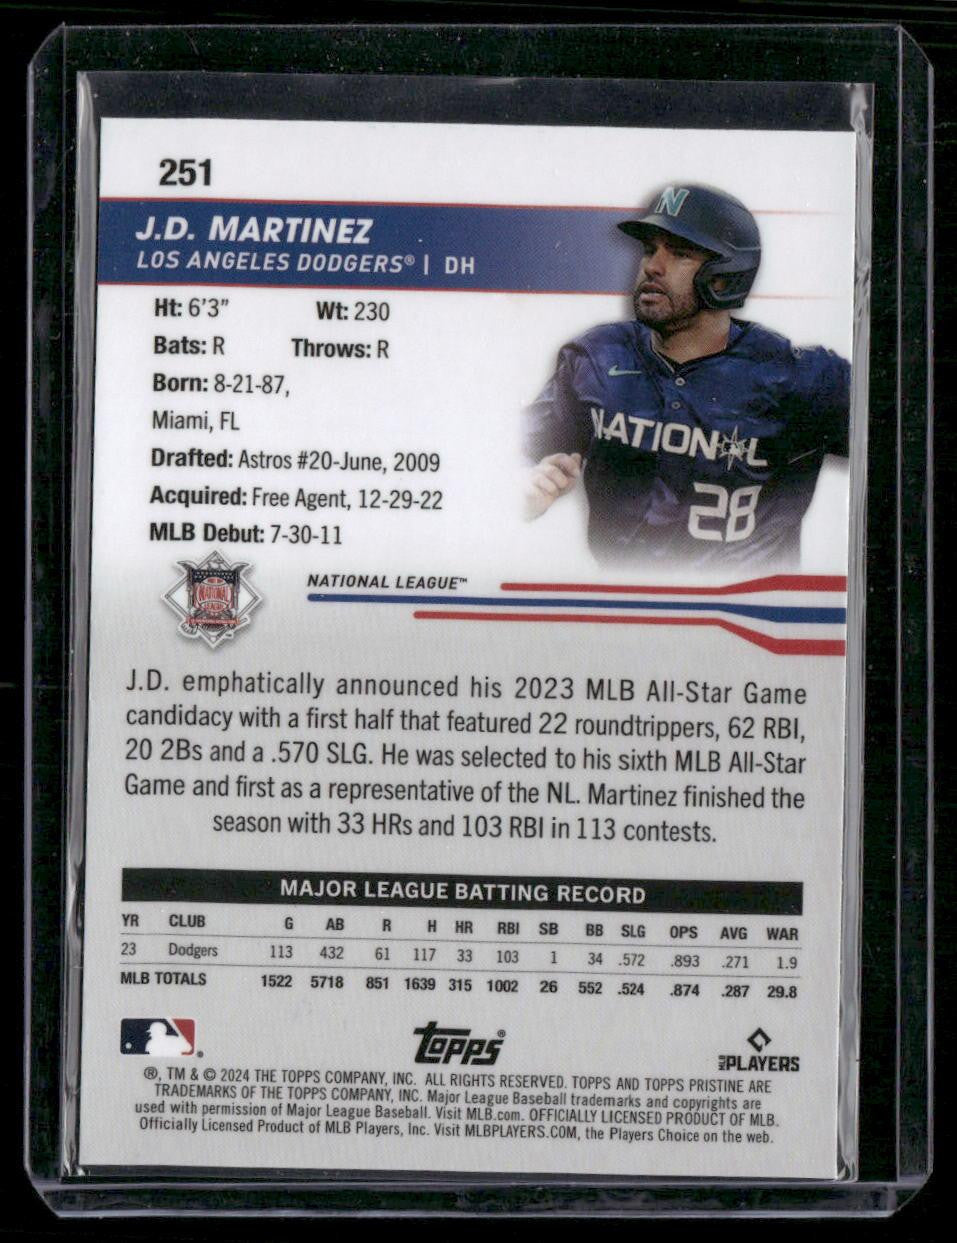 251
J.D. MARTINEZ
LOS ANGELES DODGERS® | DH
N
Ht: 6'3" Wt: 230
Bats: R Throws: R
Born: 8-21-87,
Miami, FL
Drafted: Astros #20-June, 2009
Acquired: Free Agent, 12-29-22
MLB Debut: 7-30-11
NATIONAL
28
NATIONAL
NATIONAL LEAGUE™
J.D. emphatically announced his 2023 MLB All-Star Game
candidacy with a first half that featured 22 roundtrippers, 62 RBI,
20 2Bs and a .570 SLG. He was selected to his sixth MLB All-Star
Game and first as a representative of the NL. Martinez finished the
season with 33 HRs and 103 RBI in 113 contests.
MAJOR LEAGUE BATTING RECORD
YR CLUB G AB R H HR RBI SB BB SLG OPS AVG WAR
23 Dodgers 113 432 61 117 33 103 1 34 .572 .893 .271 1.9
MLB TOTALS 1522 5718 851 1639 315 1002 26 552 .524 .874 .287 29.8
Topps®
MLB PLAYERS
®, TM & © 2024 THE TOPPS COMPANY, INC. ALL RIGHTS RESERVED. TOPPS AND TOPPS PRISTINE ARE
TRADEMARKS OF THE TOPPS COMPANY, INC. Major League Baseball trademarks and copyrights are
used with permission of Major League Baseball. Visit MLB.com. OFFICIALLY LICENSED PRODUCT OF MLB.
Officially Licensed Product of MLB Players, Inc. Visit MLBPLAYERS.COM, the Players Choice on the web.